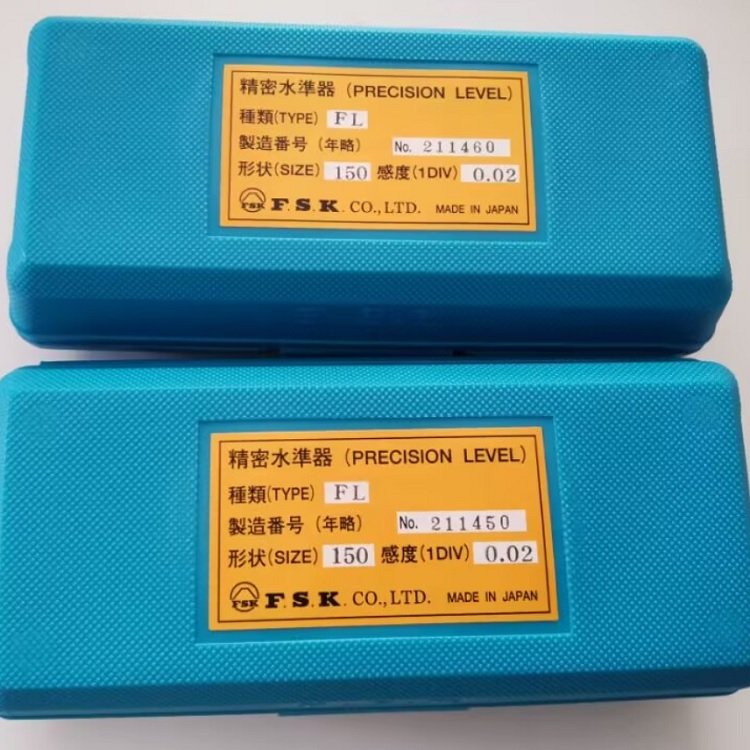 精密水準器 (PRECISION LEVEL)
種類(TYPE) FL
製造番号 (年略) No. 211460
形状(SIZE) 150 感度(1DIV) 0.02
FSK F.S.K. CO.,LTD. MADE IN JAPAN
精密水準器 (PRECISION LEVEL)
種類(TYPE) FL
製造番号 (年略) No. 211450
形状(SIZE) 150 感度(1DIV) 0.02
FSK F.S.K. CO.,LTD. MADE IN JAPAN